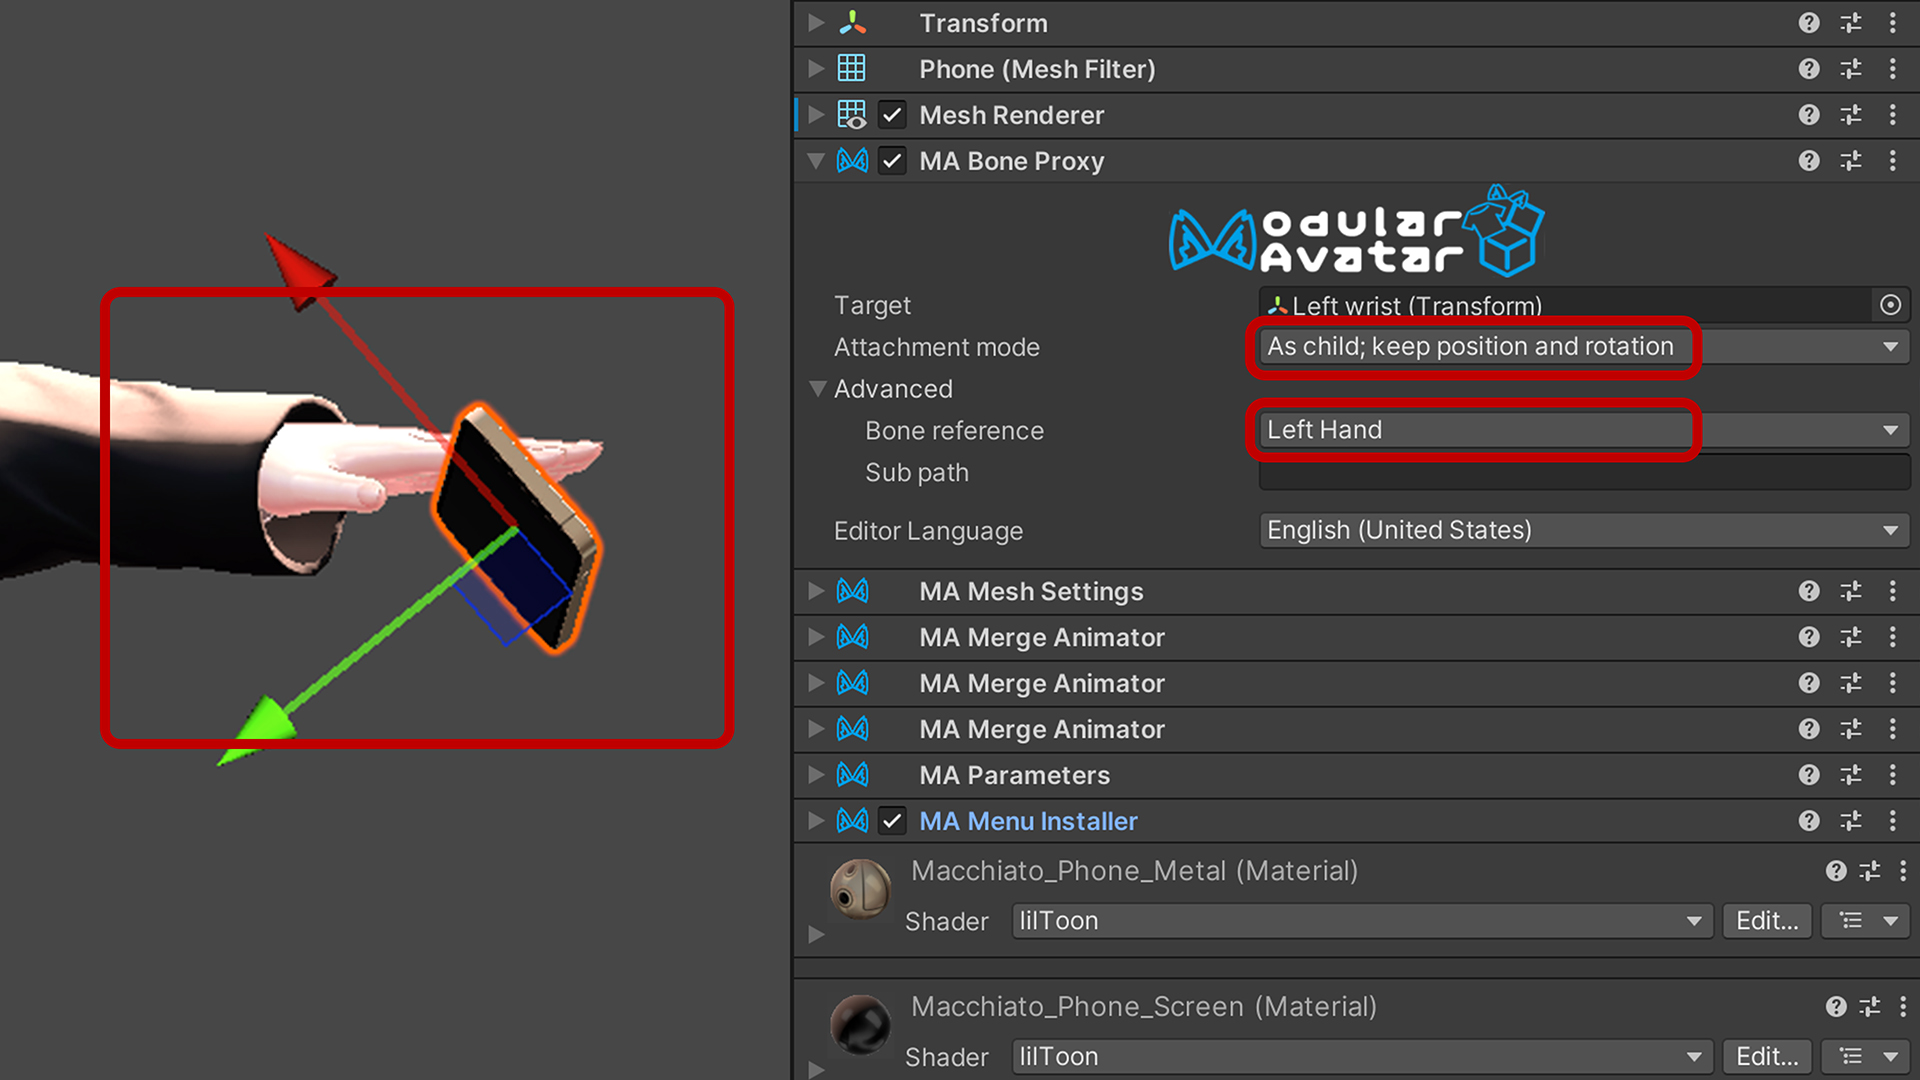 Transform
Phone (Mesh Filter)
Mesh Renderer
MA Bone Proxy
Modular
Avatar
Target
Left wrist (Transform)
Attachment mode
As child; keep position and rotation
Advanced
Bone reference
Left Hand
Sub path
Editor Language
English (United States)
MA Mesh Settings
MA Merge Animator
MA Merge Animator
MA Merge Animator
MA Parameters
MA Menu Installer
Macchiato_Phone_Metal (Material)
Shader
lilToon
Edit...
Macchiato_Phone_Screen (Material)
Shader
lilToon
Edit...